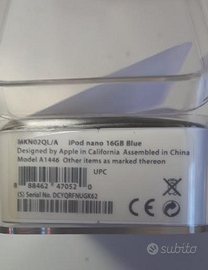 MKN02QL/A iPod nano 16GB Blue
Designed by Apple in California Assembled in China
Model A1446 Other items as marked thereon
UPC
8 88462 47052 0
(S) Serial No. DCYQRFNUGK62
subito